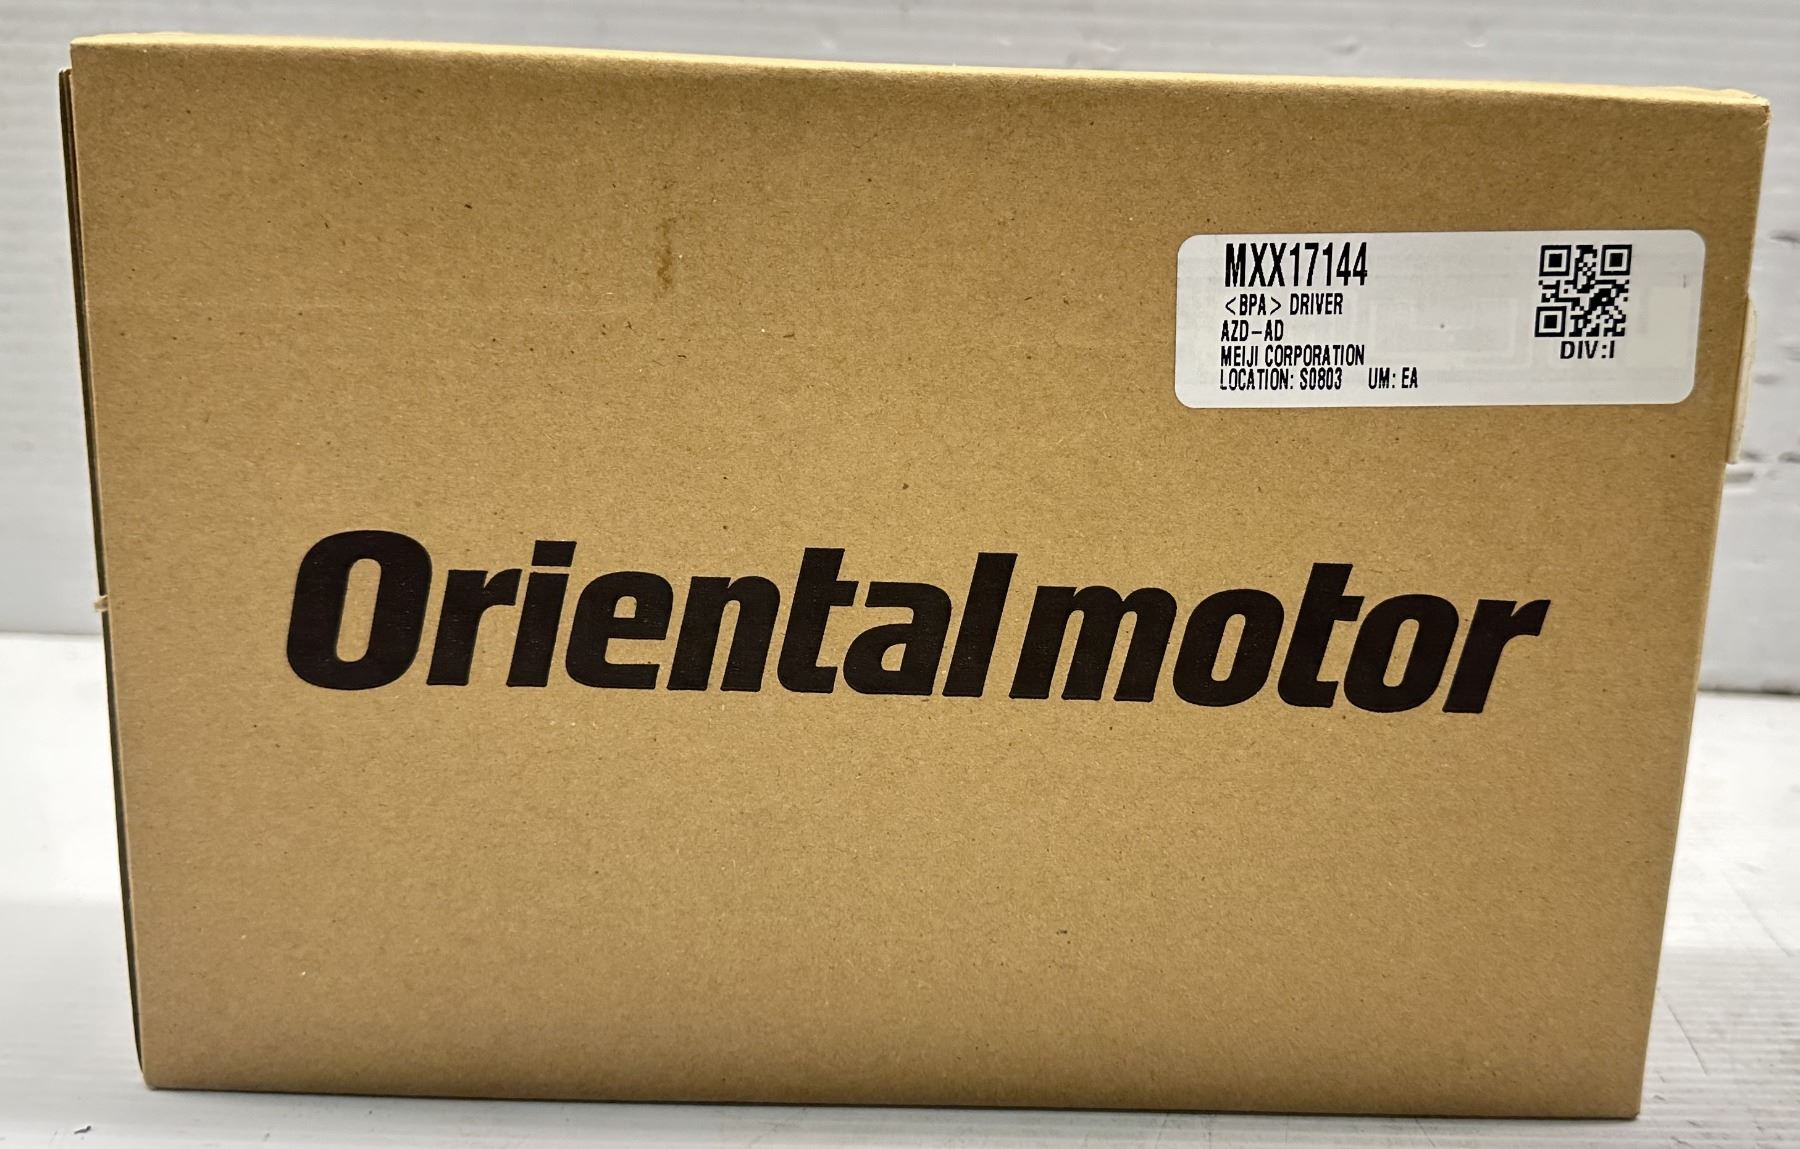 MXX17144
<BPA> DRIVER
AZD-AD
MEIJI CORPORATION
LOCATION: S0803 UM: EA
DIV:I
Orientalmotor